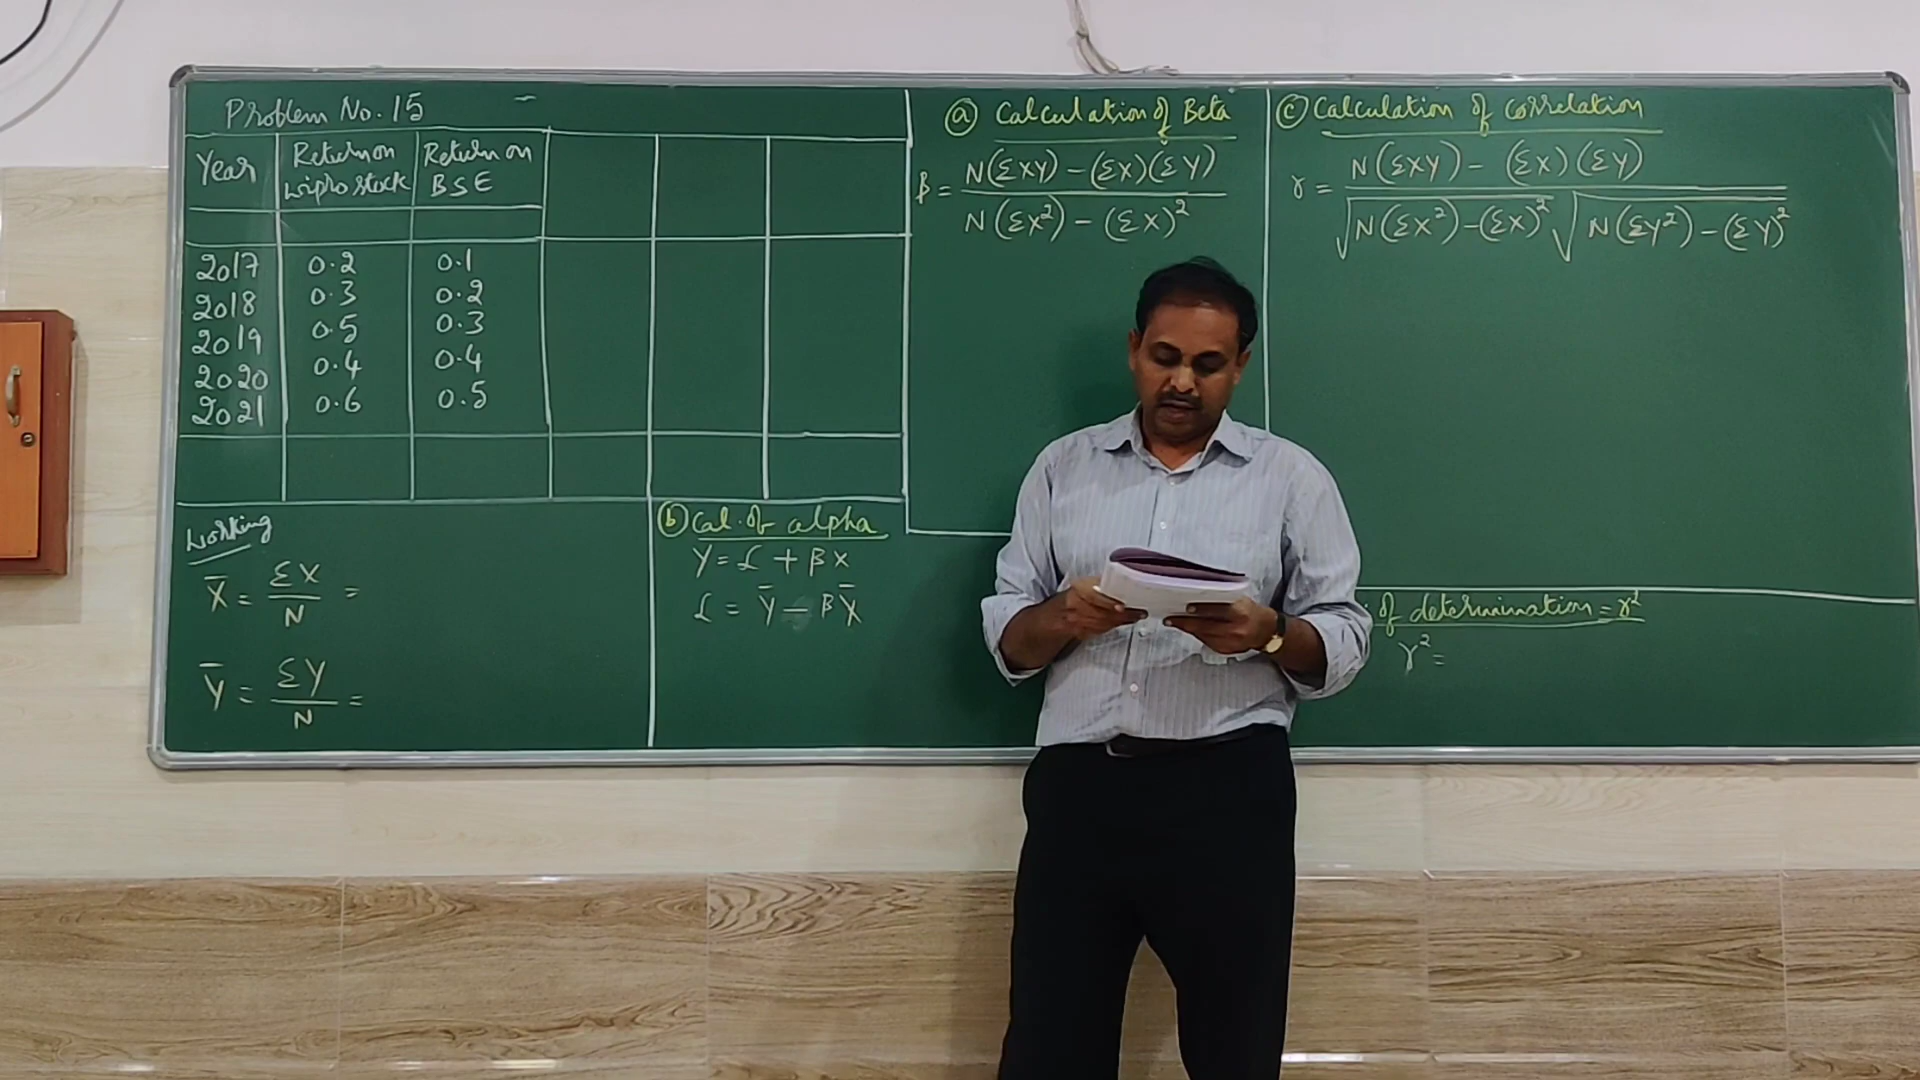 Problem No. 15
Year | Return on Wipro stock | Return on BSE
2017 | 0.2 | 0.1
2018 | 0.3 | 0.2
2019 | 0.5 | 0.3
2020 | 0.4 | 0.4
2021 | 0.6 | 0.5
Working
X̄ = ΣX / N =
Ȳ = ΣY / N =
(b) Cal. of alpha
Y = £ + βX
£ = Ȳ − βX̄
(a) Calculation of Beta
β = N(ΣXY) − (ΣX)(ΣY) / N(ΣX²) − (ΣX)²
(c) Calculation of correlation
r = N(ΣXY) − (ΣX)(ΣY) / √N(ΣX²) − (ΣX)² √N(ΣY²) − (ΣY)²
of determination = r²
r² =